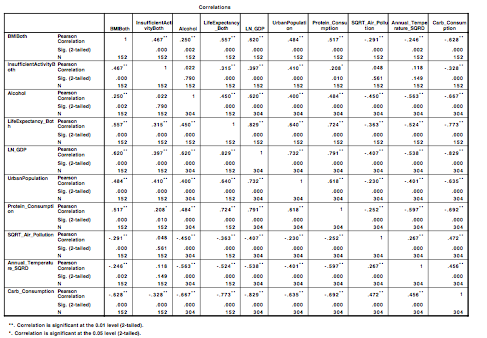 Correlations
BMIBoth InsufficientActivityBoth Alcohol LifeExpectancy_Both LN_GDP UrbanPopulation Protein_Consumption SQRT_Air_Pollution Annual_Temperature_SQRD Carb_Consumption
BMIBoth Pearson Correlation 1 .467** .250** .557** .620** .484** .517** -.291** -.246** -.628**
Sig. (2-tailed) .000 .002 .000 .000 .000 .000 .000 .002 .000
N 152 152 152 152 152 152 152 152 152 152
InsufficientActivityBoth Pearson Correlation .467** 1 .022 .315** .397** .410** .208* .048 .118 -.328**
Sig. (2-tailed) .000 .790 .000 .000 .000 .010 .561 .149 .000
N 152 152 152 152 152 152 152 152 152 152
Alcohol Pearson Correlation .250** .022 1 .450** .620** .400** .484** -.450** -.563** -.667**
Sig. (2-tailed) .002 .790 .000 .000 .000 .000 .000 .000 .000
N 152 152 304 152 304 304 304 304 304 304
LifeExpectancy_Both Pearson Correlation .557** .315** .450** 1 .829** .640** .724** -.363** -.524** -.773**
Sig. (2-tailed) .000 .000 .000 .000 .000 .000 .000 .000 .000
N 152 152 152 152 152 152 152 152 152 152
LN_GDP Pearson Correlation .620** .397** .620** .829** 1 .732** .791** -.407** -.538** -.829**
Sig. (2-tailed) .000 .000 .000 .000 .000 .000 .000 .000 .000
N 152 152 304 152 304 304 304 304 304 304
UrbanPopulation Pearson Correlation .484** .410** .400** .640** .732** 1 .618** -.230** -.401** -.635**
Sig. (2-tailed) .000 .000 .000 .000 .000 .000 .000 .000 .000
N 152 152 304 152 304 304 304 304 304 304
Protein_Consumption Pearson Correlation .517** .208* .484** .724** .791** .618** 1 -.252** -.597** -.692**
Sig. (2-tailed) .000 .010 .000 .000 .000 .000 .000 .000 .000
N 152 152 304 152 304 304 304 304 304 304
SQRT_Air_Pollution Pearson Correlation -.291** .048 -.450** -.363** -.407** -.230** -.252** 1 .267** .472**
Sig. (2-tailed) .000 .561 .000 .000 .000 .000 .000 .000 .000
N 152 152 304 152 304 304 304 304 304 304
Annual_Temperature_SQRD Pearson Correlation -.246** .118 -.563** -.524** -.538** -.401** -.597** .267** 1 .456**
Sig. (2-tailed) .002 .149 .000 .000 .000 .000 .000 .000 .000
N 152 152 304 152 304 304 304 304 304 304
Carb_Consumption Pearson Correlation -.628** -.328** -.667** -.773** -.829** -.635** -.692** .472** .456** 1
Sig. (2-tailed) .000 .000 .000 .000 .000 .000 .000 .000 .000
N 152 152 304 152 304 304 304 304 304 304
**. Correlation is significant at the 0.01 level (2-tailed).
*. Correlation is significant at the 0.05 level (2-tailed).